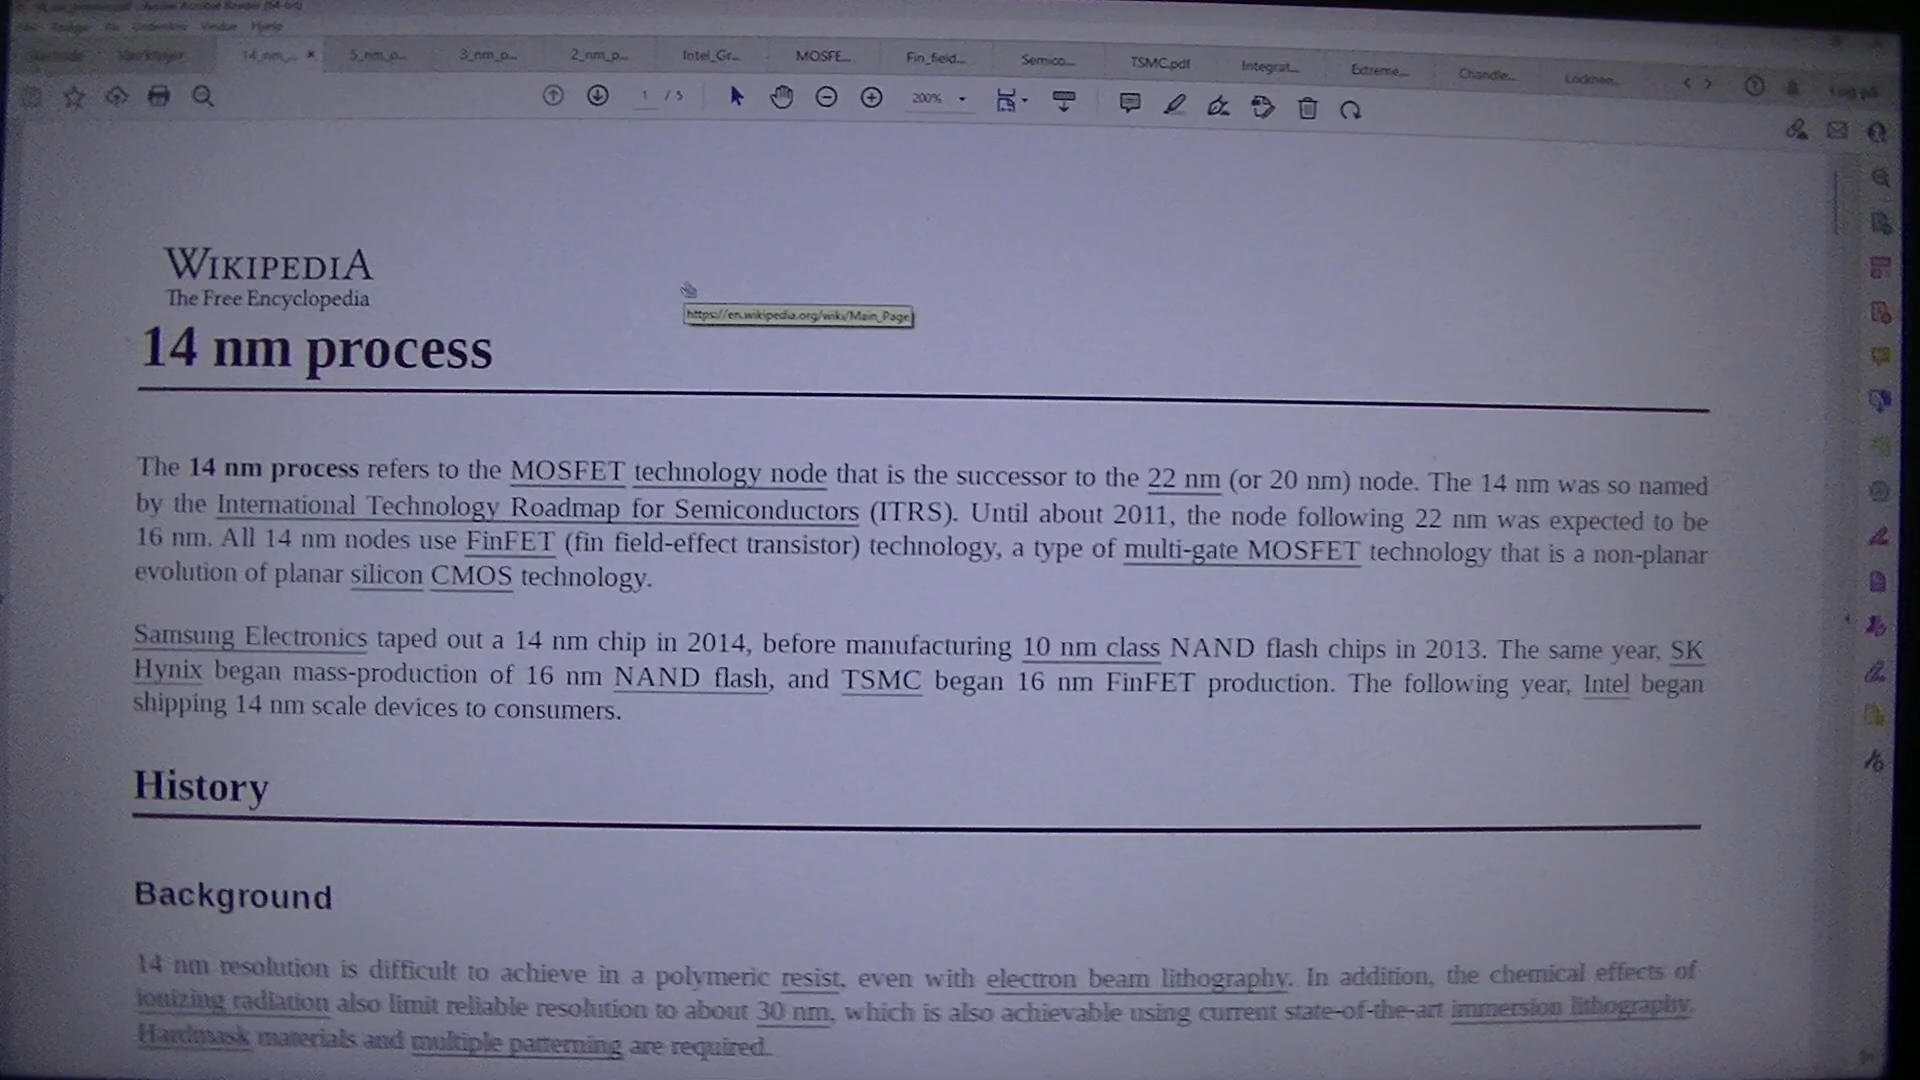 14_nm_...
5_nm_p...
3_nm_p...
2_nm_p...
Intel_Gr...
MOSFE...
Fin_field...
Semico...
TSMC.pdf
Integrat...
Extreme...
Chandle...
1 / 5
200%
WIKIPEDIA
The Free Encyclopedia
https://en.wikipedia.org/wiki/Main_Page
14 nm process
The 14 nm process refers to the MOSFET technology node that is the successor to the 22 nm (or 20 nm) node. The 14 nm was so named
by the International Technology Roadmap for Semiconductors (ITRS). Until about 2011, the node following 22 nm was expected to be
16 nm. All 14 nm nodes use FinFET (fin field-effect transistor) technology, a type of multi-gate MOSFET technology that is a non-planar
evolution of planar silicon CMOS technology.
Samsung Electronics taped out a 14 nm chip in 2014, before manufacturing 10 nm class NAND flash chips in 2013. The same year, SK
Hynix began mass-production of 16 nm NAND flash, and TSMC began 16 nm FinFET production. The following year, Intel began
shipping 14 nm scale devices to consumers.
History
Background
14 nm resolution is difficult to achieve in a polymeric resist, even with electron beam lithography. In addition, the chemical effects of
ionizing radiation also limit reliable resolution to about 30 nm, which is also achievable using current state-of-the-art immersion lithography.
Hardmask materials and multiple patterning are required.